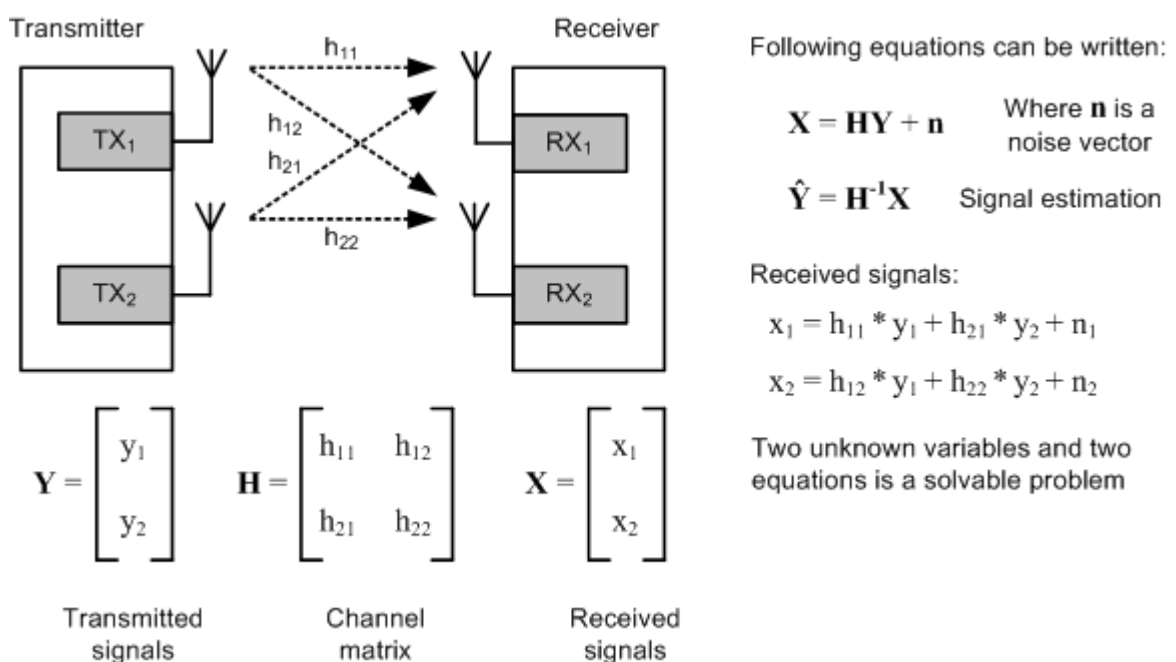 Transmitter
Receiver
h₁₁
h₁₂
h₂₁
h₂₂
TX₁
TX₂
RX₁
RX₂
Y = [ y₁
y₂ ]
H = [ h₁₁ h₁₂
h₂₁ h₂₂ ]
X = [ x₁
x₂ ]
Transmitted
signals
Channel
matrix
Received
signals
Following equations can be written:
X = HY + n
Where n is a
noise vector
Ŷ = H⁻¹X Signal estimation
Received signals:
x₁ = h₁₁ * y₁ + h₂₁ * y₂ + n₁
x₂ = h₁₂ * y₁ + h₂₂ * y₂ + n₂
Two unknown variables and two
equations is a solvable problem